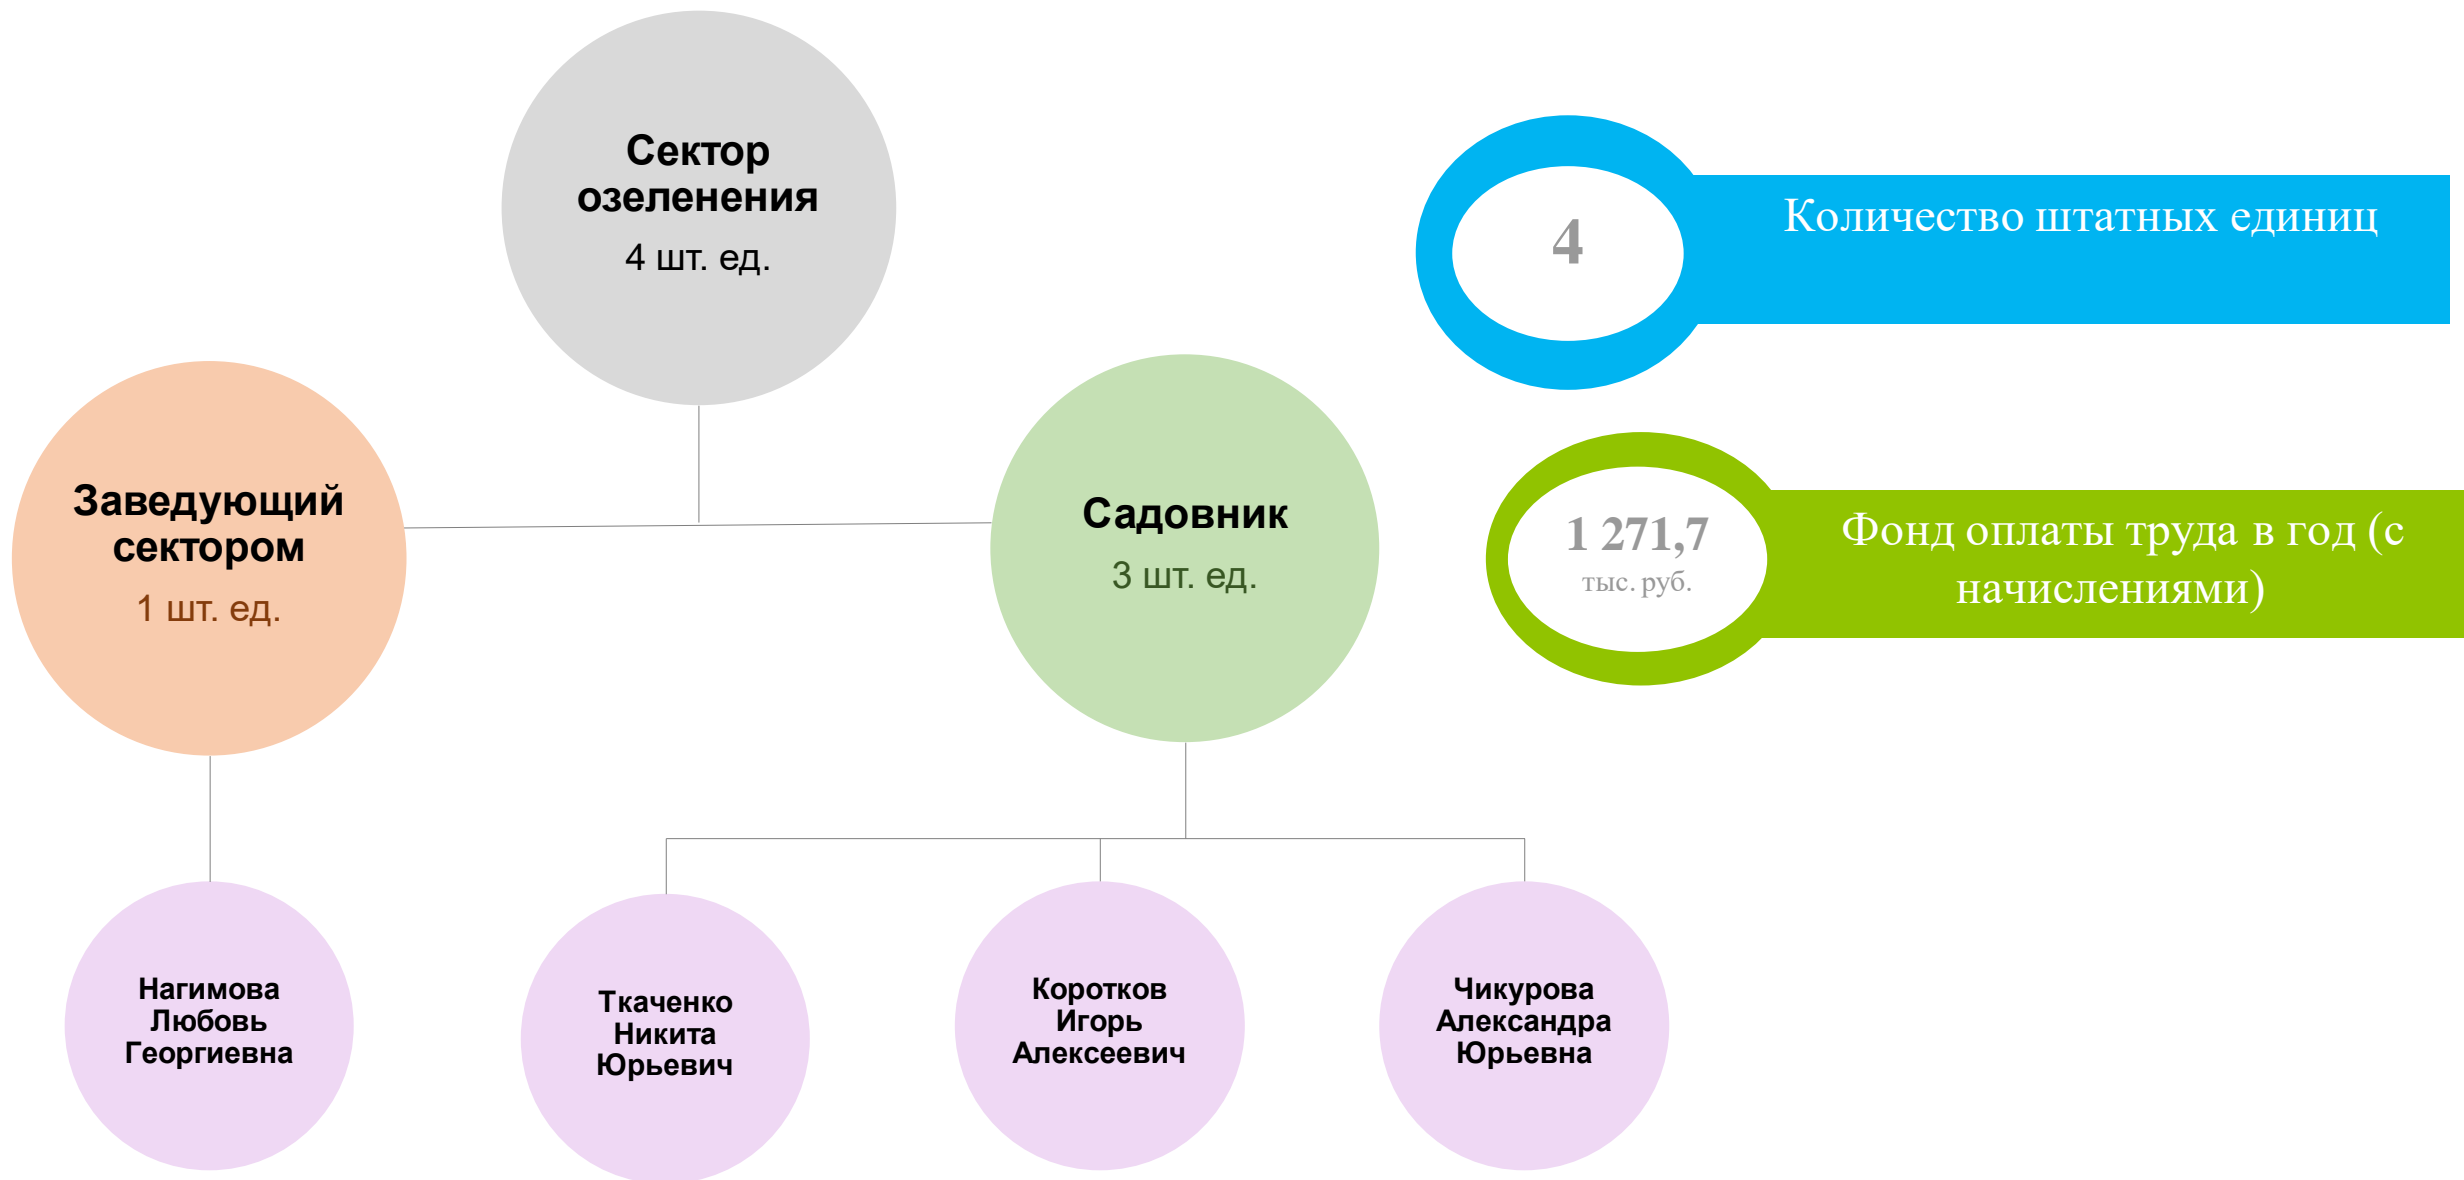 Сектор
озеленения
4 шт. ед.
Заведующий
сектором
1 шт. ед.
Садовник
3 шт. ед.
4
Количество штатных единиц
1 271,7
тыс. руб.
Фонд оплаты труда в год (с
начислениями)
Нагимова
Любовь
Георгиевна
Ткаченко
Никита
Юрьевич
Коротков
Игорь
Алексеевич
Чикурова
Александра
Юрьевна